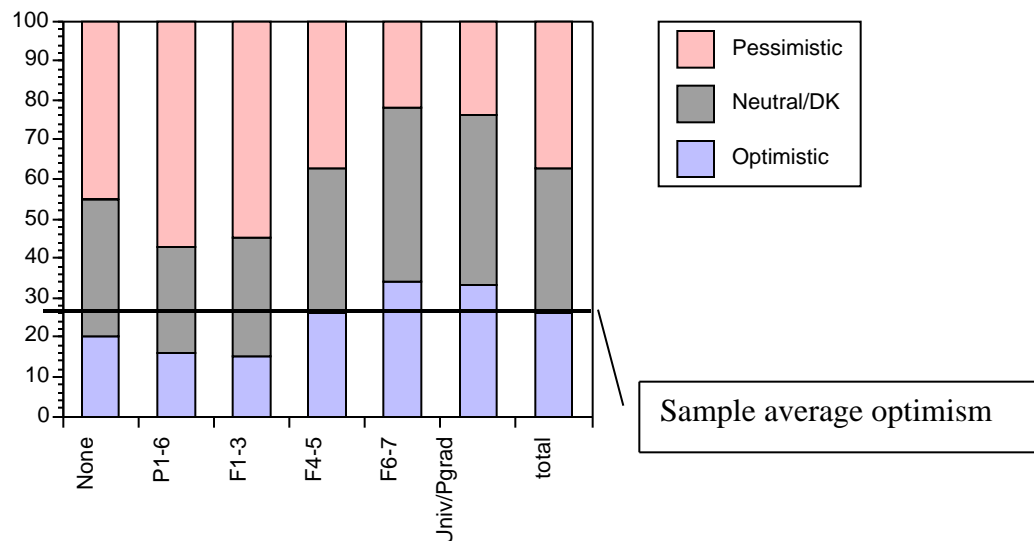 100
90
80
70
60
50
40
30
20
10
0
None
P1-6
F1-3
F4-5
F6-7
Univ/Pgrad
total
Pessimistic
Neutral/DK
Optimistic
Sample average optimism